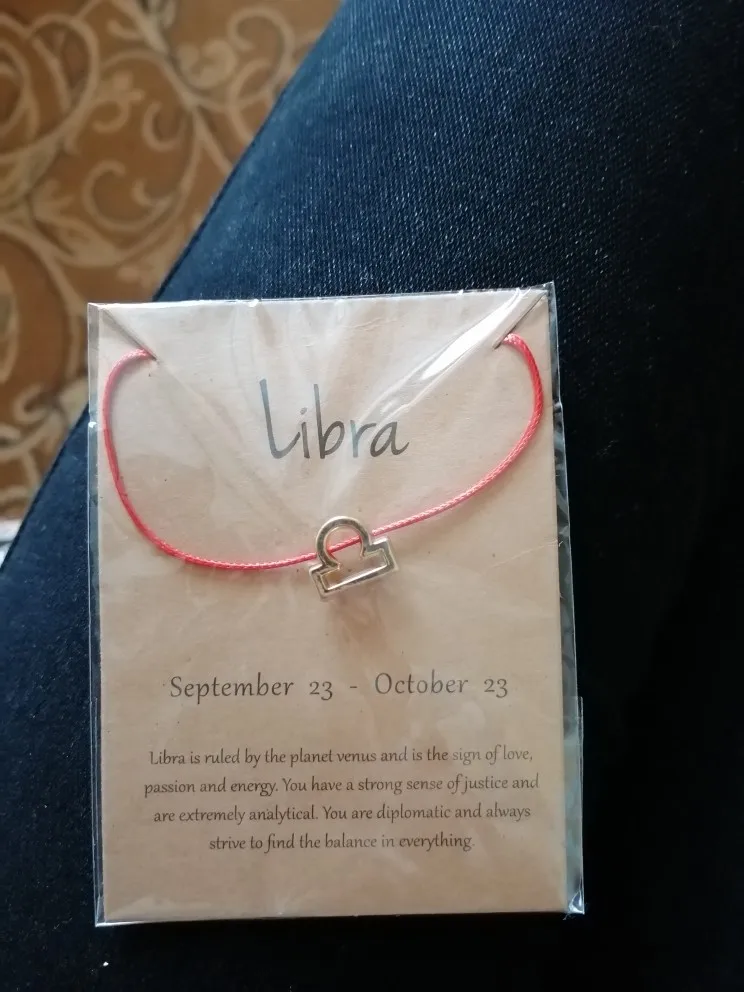 Libra
September 23 - October 23
Libra is ruled by the planet venus and is the sign of love,
passion and energy. You have a strong sense of justice and
are extremely analytical. You are diplomatic and always
strive to find the balance in everything.